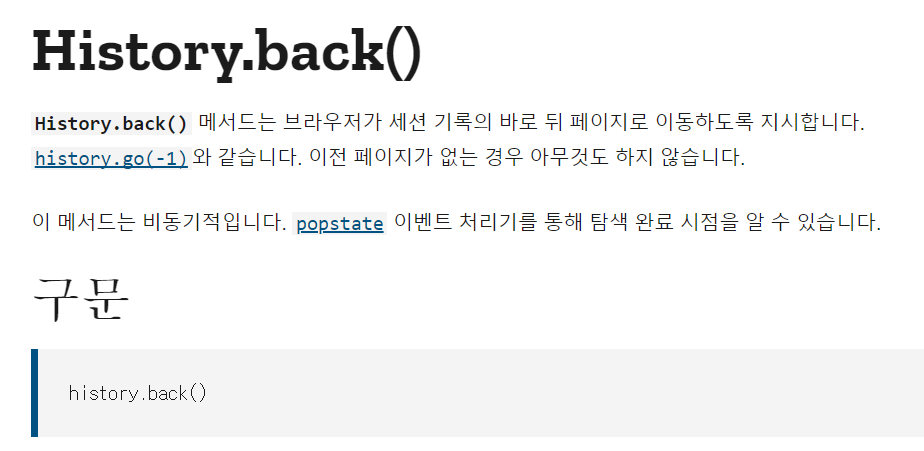 History.back()
History.back() 메서드는 브라우저가 세션 기록의 바로 뒤 페이지로 이동하도록 지시합니다.
history.go(-1)와 같습니다. 이전 페이지가 없는 경우 아무것도 하지 않습니다.
이 메서드는 비동기적입니다. popstate 이벤트 처리기를 통해 탐색 완료 시점을 알 수 있습니다.
구문
history.back()